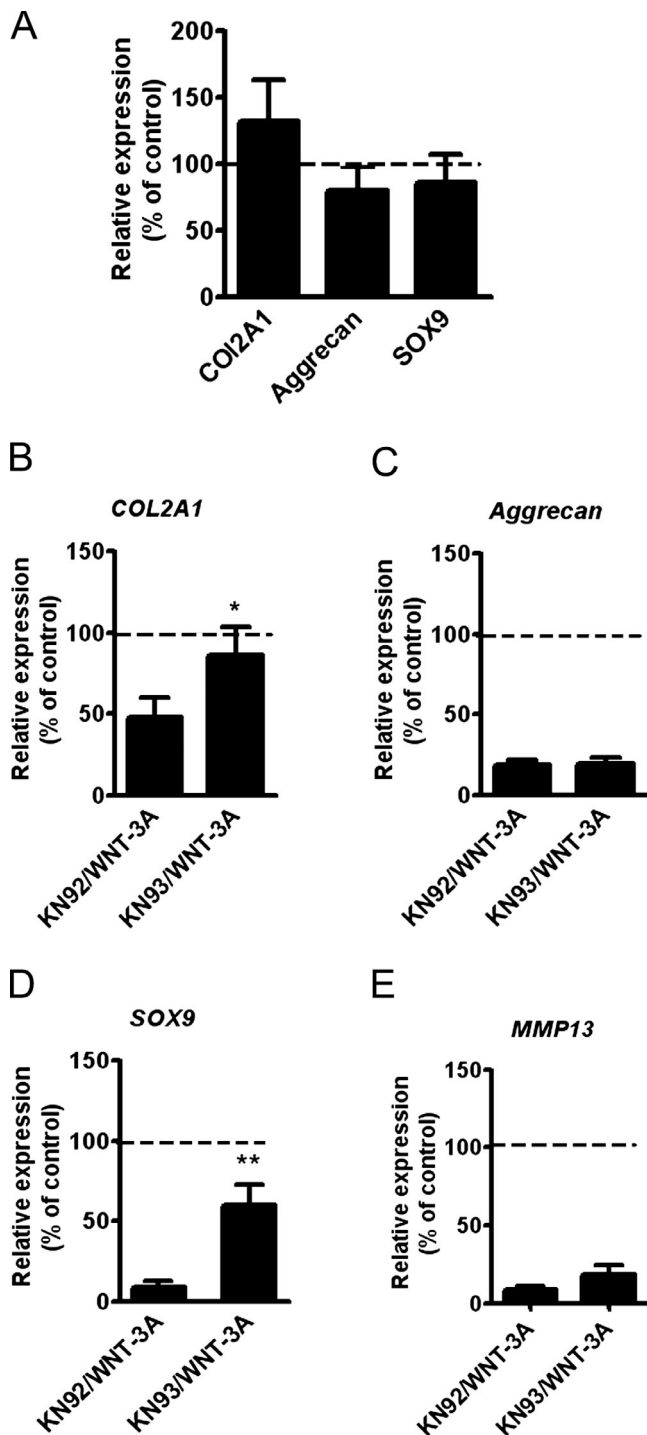 A
Relative expression
(% of control)
200
150
100
50
0
COl2A1
Aggrecan
SOX9
B
COL2A1
Relative expression
(% of control)
150
100
50
0
*
KN92/WNT-3A
KN93/WNT-3A
C
Aggrecan
Relative expression
(% of control)
150
100
50
0
KN92/WNT-3A
KN93/WNT-3A
D
SOX9
Relative expression
(% of control)
150
100
50
0
**
KN92/WNT-3A
KN93/WNT-3A
E
MMP13
Relative expression
(% of control)
150
100
50
0
KN92/WNT-3A
KN93/WNT-3A